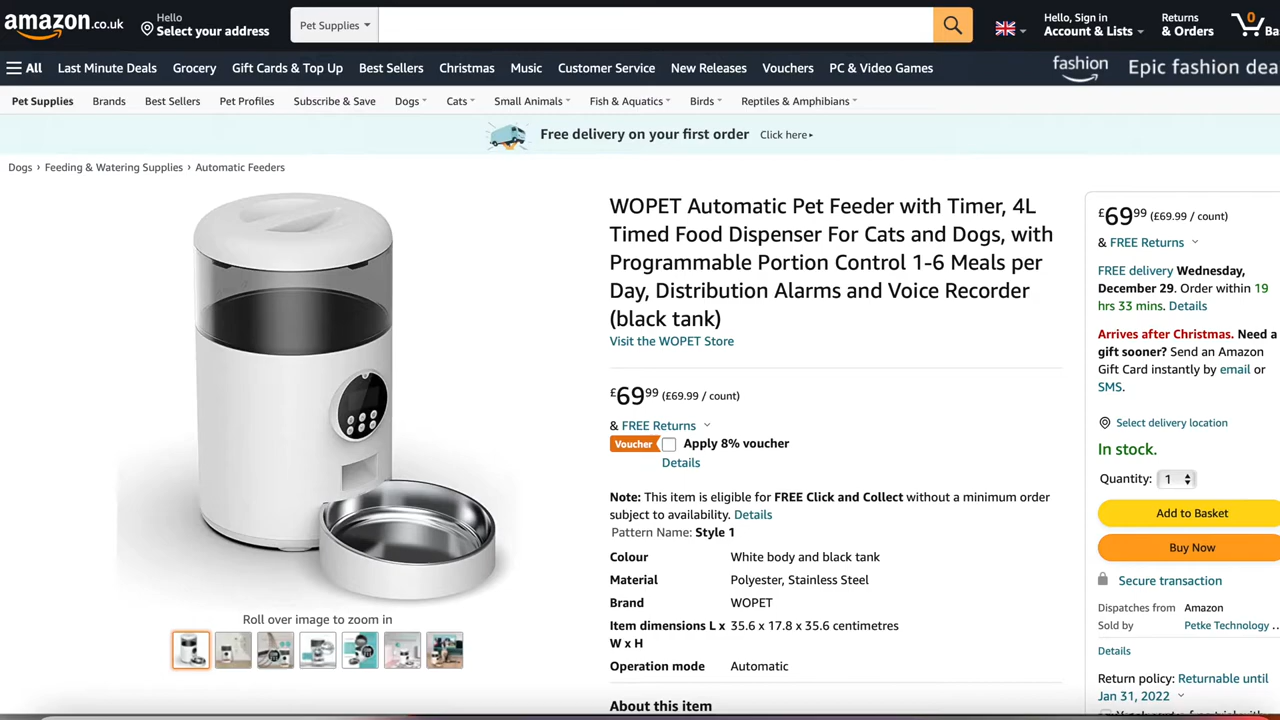 amazon.co.uk
Hello
Select your address
Pet Supplies
Hello, Sign in
Account & Lists
Returns
& Orders
0
All
Last Minute Deals
Grocery
Gift Cards & Top Up
Best Sellers
Christmas
Music
Customer Service
New Releases
Vouchers
PC & Video Games
fashion
Epic fashion
Pet Supplies
Brands
Best Sellers
Pet Profiles
Subscribe & Save
Dogs
Cats
Small Animals
Fish & Aquatics
Birds
Reptiles & Amphibians
Free delivery on your first order Click here
Dogs › Feeding & Watering Supplies › Automatic Feeders
Roll over image to zoom in
WOPET Automatic Pet Feeder with Timer, 4L
Timed Food Dispenser For Cats and Dogs, with
Programmable Portion Control 1-6 Meals per
Day, Distribution Alarms and Voice Recorder
(black tank)
Visit the WOPET Store
£69.99 (£69.99 / count)
& FREE Returns
Voucher Apply 8% voucher
Details
Note: This item is eligible for FREE Click and Collect without a minimum order
subject to availability. Details
Pattern Name: Style 1
Colour White body and black tank
Material Polyester, Stainless Steel
Brand WOPET
Item dimensions L x 35.6 x 17.8 x 35.6 centimetres
W x H
Operation mode Automatic
About this item
£69.99 (£69.99 / count)
& FREE Returns
FREE delivery Wednesday,
December 29. Order within 19
hrs 33 mins. Details
Arrives after Christmas. Need a
gift sooner? Send an Amazon
Gift Card instantly by email or
SMS.
Select delivery location
In stock.
Quantity: 1
Add to Basket
Buy Now
Secure transaction
Dispatches from Amazon
Sold by Petke Technology ...
Details
Return policy: Returnable until
Jan 31, 2022